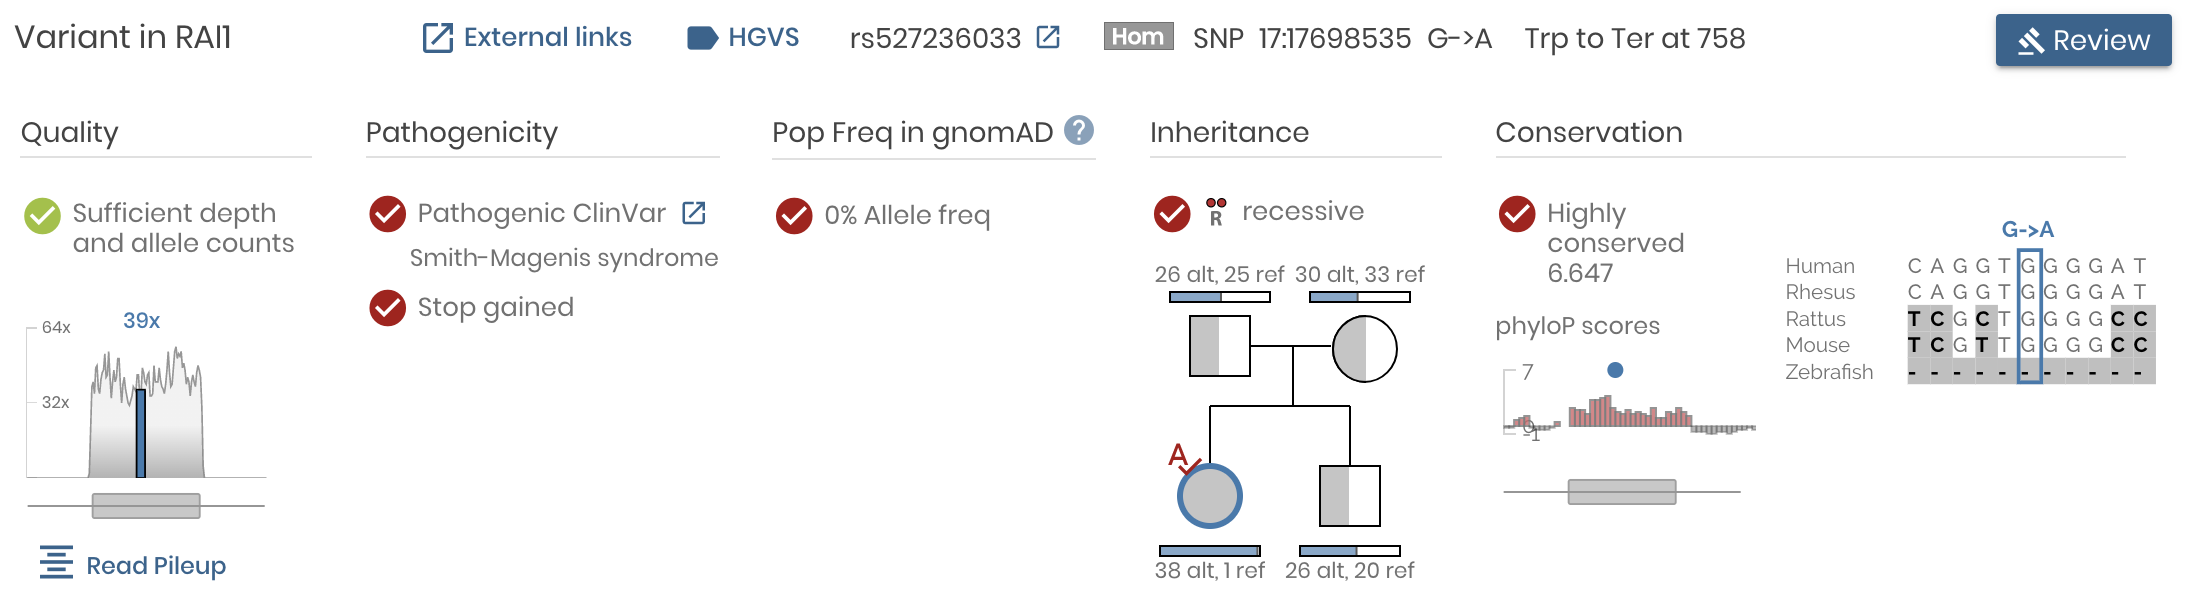 Variant in RAI1
External links
HGVS
rs527236033
Hom
SNP 17:17698535 G->A Trp to Ter at 758
Review
Quality
Sufficient depth
and allele counts
39x
64x
32x
Read Pileup
Pathogenicity
Pathogenic ClinVar
Smith-Magenis syndrome
Stop gained
Pop Freq in gnomAD ?
0% Allele freq
Inheritance
R recessive
26 alt, 25 ref 30 alt, 33 ref
A
38 alt, 1 ref 26 alt, 20 ref
Conservation
Highly
conserved
6.647
phyloP scores
7
0
-1
G->A
Human C A G G T G G G G A T
Rhesus C A G G T G G G G A T
Rattus T C G C T G G G G C C
Mouse T C G T T G G G G C C
Zebrafish - - - - - - - - - - -